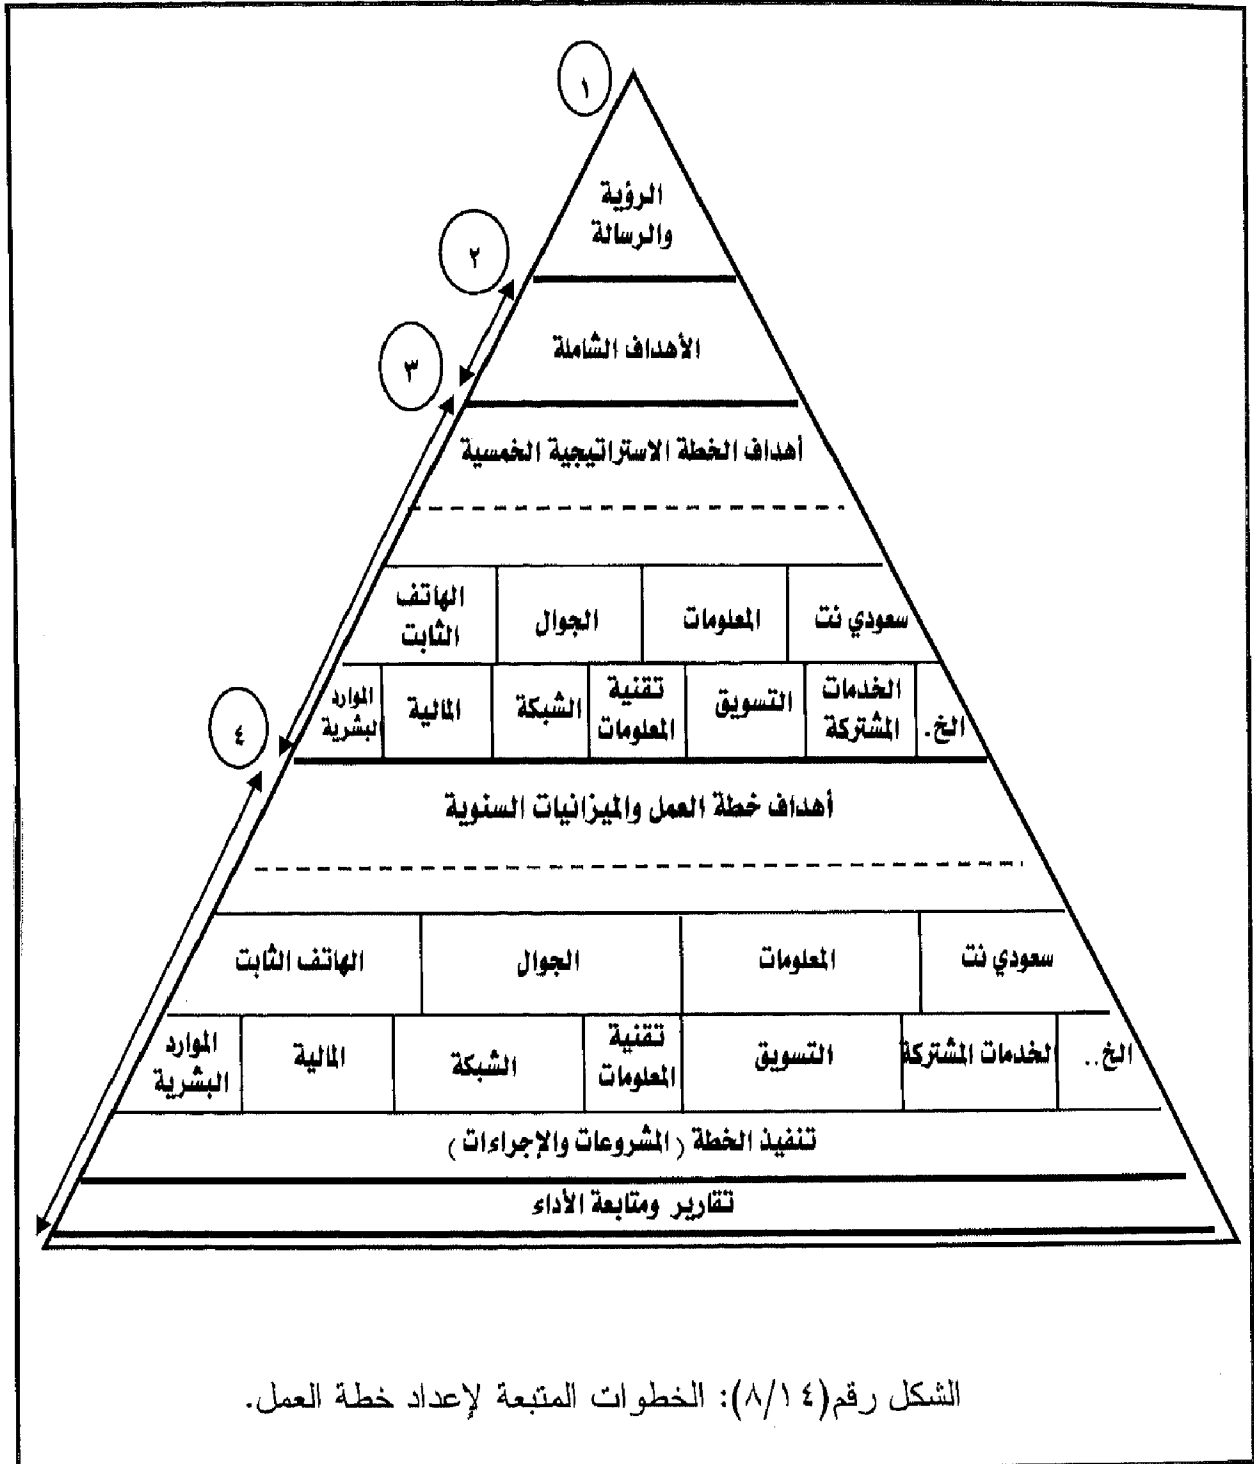 ١
الرؤية
والرسالة
٢
الأهداف الشاملة
٣
أهداف الخطة الاستراتيجية الخمسية
سعودي نت
المعلومات
الجوال
الهاتف
الثابت
الخ.
الخدمات
المشتركة
التسويق
تقنية
المعلومات
الشبكة
المالية
الموارد
البشرية
٤
أهداف خطة العمل والميزانيات السنوية
سعودي نت
المعلومات
الجوال
الهاتف الثابت
الخ..
الخدمات المشتركة
التسويق
تقنية
المعلومات
الشبكة
المالية
الموارد
البشرية
تنفيذ الخطة (المشروعات والإجراءات)
تقارير ومتابعة الأداء
الشكل رقم(٨/١٤): الخطوات المتبعة لإعداد خطة العمل.